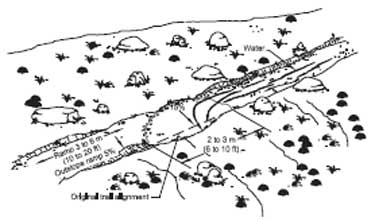 Water
Ramp 3 to 6 m
(10 to 20 ft)
Outslope ramp 5%
2 to 3 m
(6 to 10 ft)
Original trail alignment